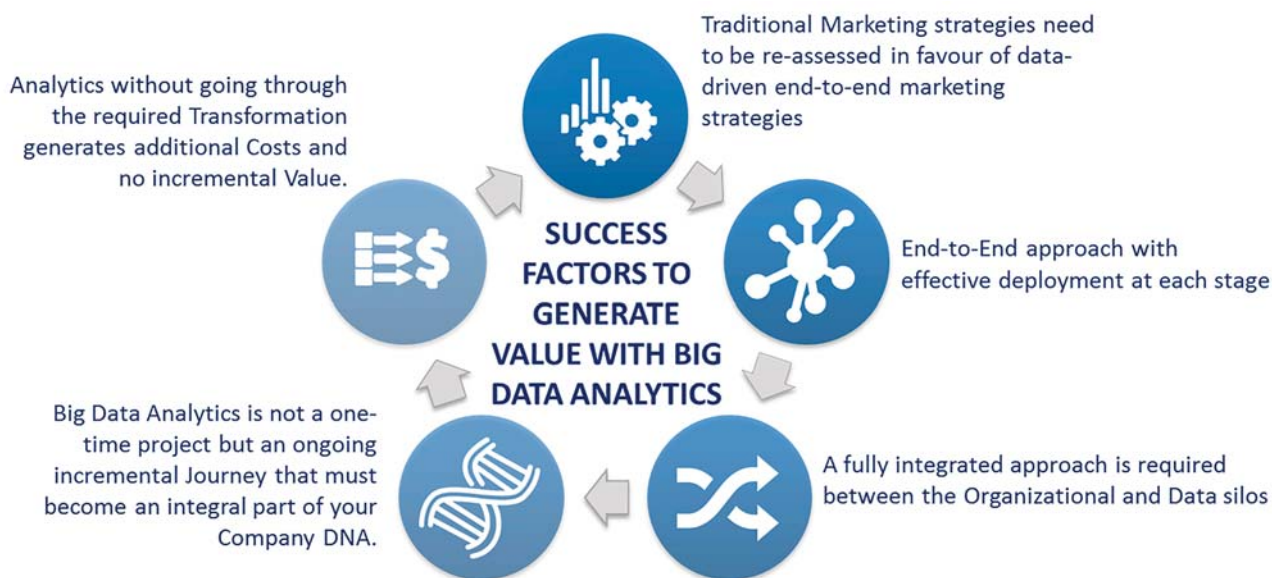 Traditional Marketing strategies need
to be re-assessed in favour of data-
driven end-to-end marketing
strategies
End-to-End approach with
effective deployment at each stage
A fully integrated approach is required
between the Organizational and Data silos
Big Data Analytics is not a one-
time project but an ongoing
incremental Journey that must
become an integral part of your
Company DNA.
Analytics without going through
the required Transformation
generates additional Costs and
no incremental Value.
$
SUCCESS
FACTORS TO
GENERATE
VALUE WITH BIG
DATA ANALYTICS